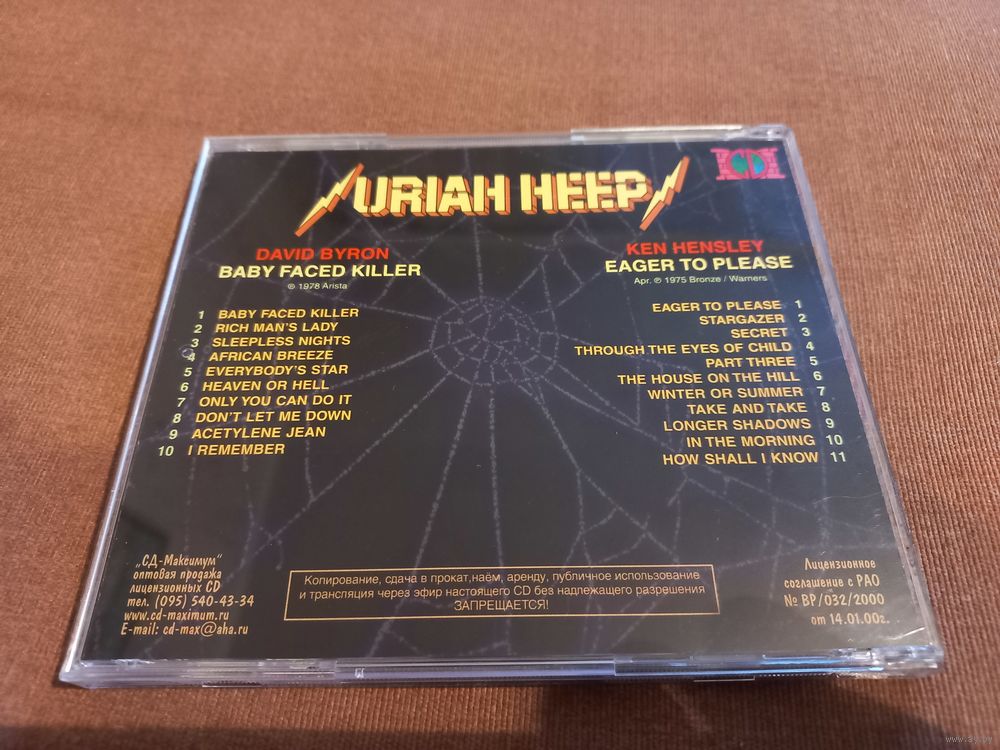 URIAH HEEP
CD
DAVID BYRON
BABY FACED KILLER
℗ 1978 Arista
1 BABY FACED KILLER
2 RICH MAN'S LADY
3 SLEEPLESS NIGHTS
4 AFRICAN BREEZE
5 EVERYBODY'S STAR
6 HEAVEN OR HELL
7 ONLY YOU CAN DO IT
8 DON'T LET ME DOWN
9 ACETYLENE JEAN
10 I REMEMBER
KEN HENSLEY
EAGER TO PLEASE
Apr. ℗ 1975 Bronze / Warners
EAGER TO PLEASE 1
STARGAZER 2
SECRET 3
THROUGH THE EYES OF CHILD 4
PART THREE 5
THE HOUSE ON THE HILL 6
WINTER OR SUMMER 7
TAKE AND TAKE 8
LONGER SHADOWS 9
IN THE MORNING 10
HOW SHALL I KNOW 11
„СД-Максимум“
оптовая продажа
лицензионных CD
тел. (095) 540-43-34
www.cd-maximum.ru
E-mail: cd-max@aha.ru
Копирование, сдача в прокат,наём, аренду, публичное использование
и трансляция через эфир настоящего CD без надлежащего разрешения
ЗАПРЕЩАЕТСЯ!
Лицензионное
соглашение с РАО
№ ВР/032/2000
от 14.01.00г.